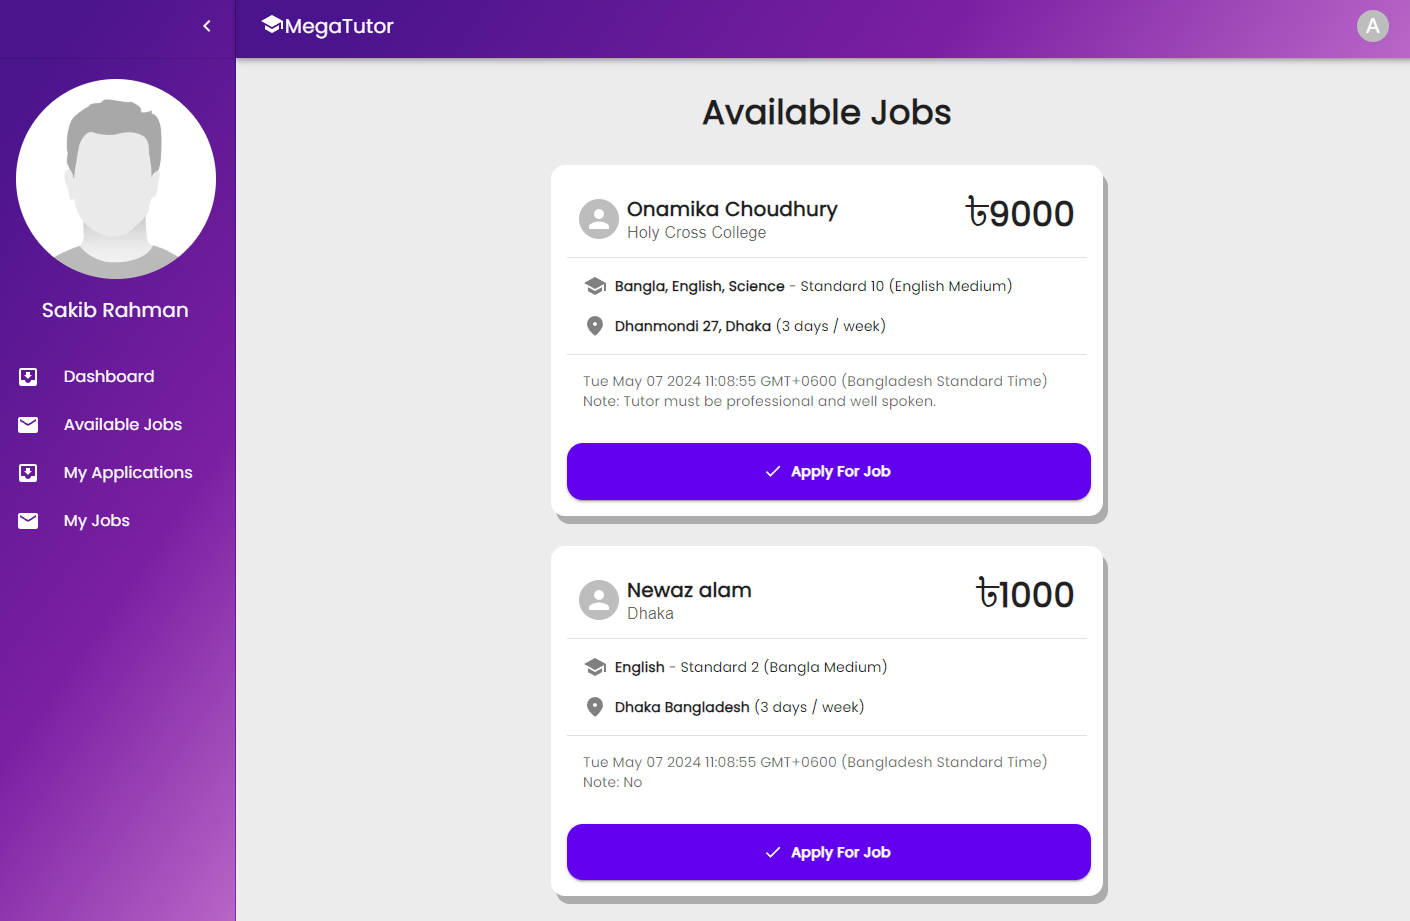 MegaTutor
A
Sakib Rahman
Dashboard
Available Jobs
My Applications
My Jobs
Available Jobs
Onamika Choudhury
Holy Cross College
৳9000
Bangla, English, Science - Standard 10 (English Medium)
Dhanmondi 27, Dhaka (3 days / week)
Tue May 07 2024 11:08:55 GMT+0600 (Bangladesh Standard Time)
Note: Tutor must be professional and well spoken.
Apply For Job
Newaz alam
Dhaka
৳1000
English - Standard 2 (Bangla Medium)
Dhaka Bangladesh (3 days / week)
Tue May 07 2024 11:08:55 GMT+0600 (Bangladesh Standard Time)
Note: No
Apply For Job